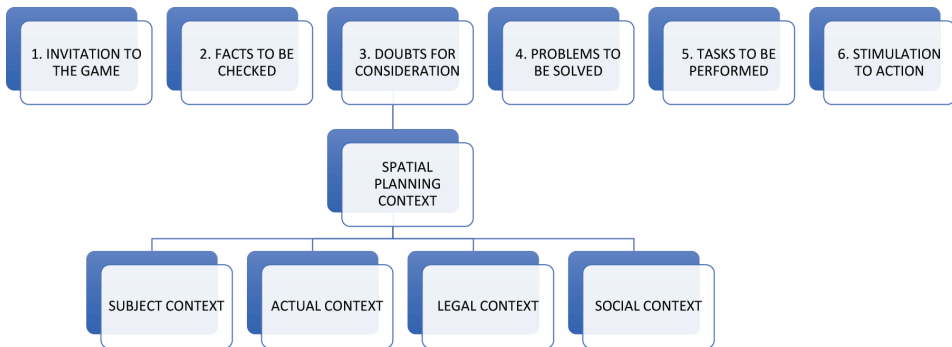 1. INVITATION TO
THE GAME
2. FACTS TO BE
CHECKED
3. DOUBTS FOR
CONSIDERATION
4. PROBLEMS TO
BE SOLVED
5. TASKS TO BE
PERFORMED
6. STIMULATION
TO ACTION
SPATIAL
PLANNING
CONTEXT
SUBJECT CONTEXT
ACTUAL CONTEXT
LEGAL CONTEXT
SOCIAL CONTEXT